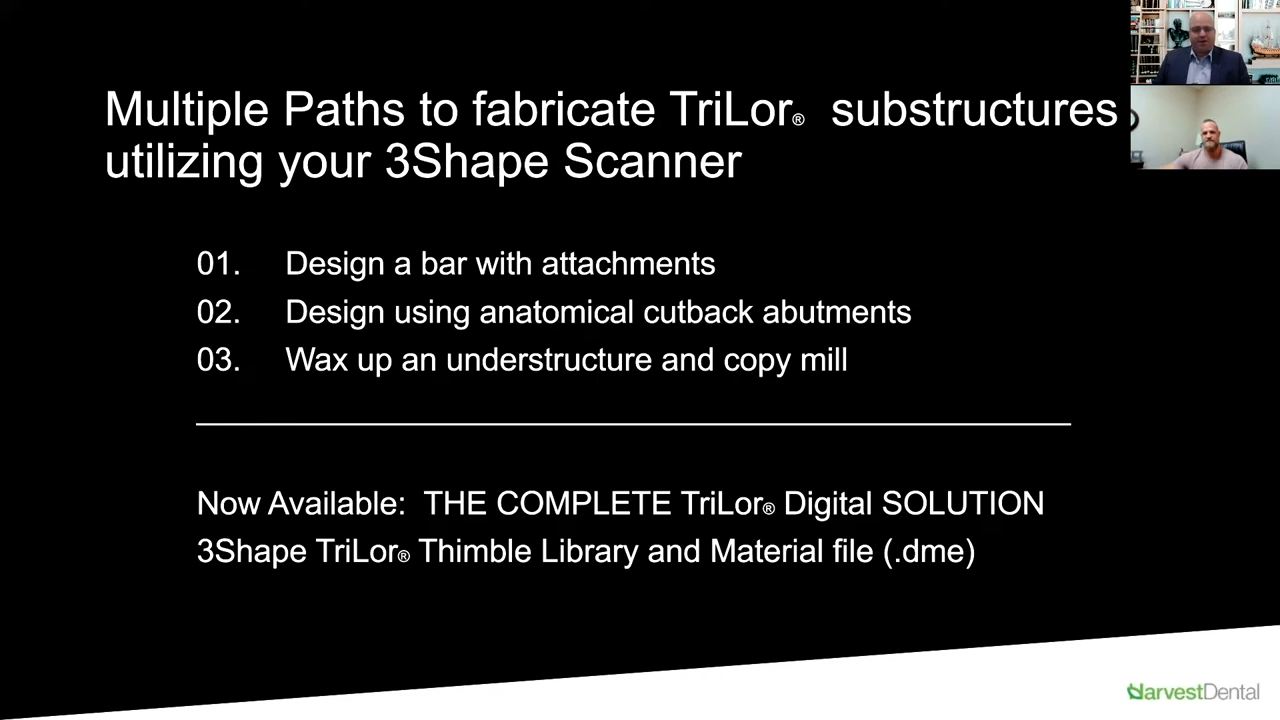 Multiple Paths to fabricate TriLor® substructures
utilizing your 3Shape Scanner
01. Design a bar with attachments
02. Design using anatomical cutback abutments
03. Wax up an understructure and copy mill
Now Available: THE COMPLETE TriLor® Digital SOLUTION
3Shape TriLor® Thimble Library and Material file (.dme)
HarvestDental